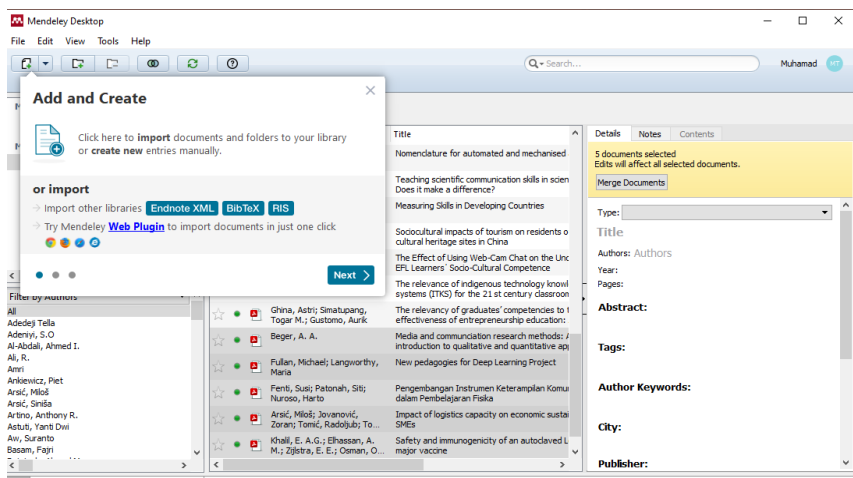 Mendeley Desktop
File Edit View Tools Help
Search...
Muhamad
MT
Add and Create
Click here to import documents and folders to your library
or create new entries manually.
or import
Import other libraries Endnote XML BibTeX RIS
Try Mendeley Web Plugin to import documents in just one click
Next
Filter by Authors
All
Adedeji Tella
Adeniyi, S.O
Al-Abdali, Ahmed I.
Ali, R.
Amri
Ankiewicz, Piet
Arsić, Miloš
Arsić, Siniša
Artino, Anthony R.
Astuti, Yanti Dwi
Aw, Suranto
Basam, Fajri
Title
Nomenclature for automated and mechanised
Teaching scientific communication skills in scien
Does it make a difference?
Measuring Skills in Developing Countries
Sociocultural impacts of tourism on residents o
cultural heritage sites in China
The Effect of Using Web-Cam Chat on the Unc
EFL Learners` Socio-Cultural Competence
The relevance of indigenous technology knowl
systems (ITKS) for the 21 st century classroom
Ghina, Astri; Simatupang,
Togar M.; Gustomo, Aurik
The relevancy of graduates' competencies to t
effectiveness of entrepreneurship education:
Beger, A. A.
Media and communciation research methods: A
introduction to qualitative and quantitative app
Fullan, Michael; Langworthy,
Maria
New pedagogies for Deep Learning Project
Fenti, Susi; Patonah, Siti;
Nuroso, Harto
Pengembangan Instrumen Keterampilan Komu
dalam Pembelajaran Fisika
Arsić, Miloš; Jovanović,
Zoran; Tomić, Radoljub; To...
Impact of logistics capacity on economic sustai
SMEs
Khalil, E. A.G.; Elhassan, A.
M.; Zijlstra, E. E.; Osman, O...
Safety and immunogenicity of an autoclaved L
major vaccine
Details Notes Contents
5 documents selected
Edits will affect all selected documents.
Merge Documents
Type:
Title
Authors: Authors
Year:
Pages:
Abstract:
Tags:
Author Keywords:
City:
Publisher: